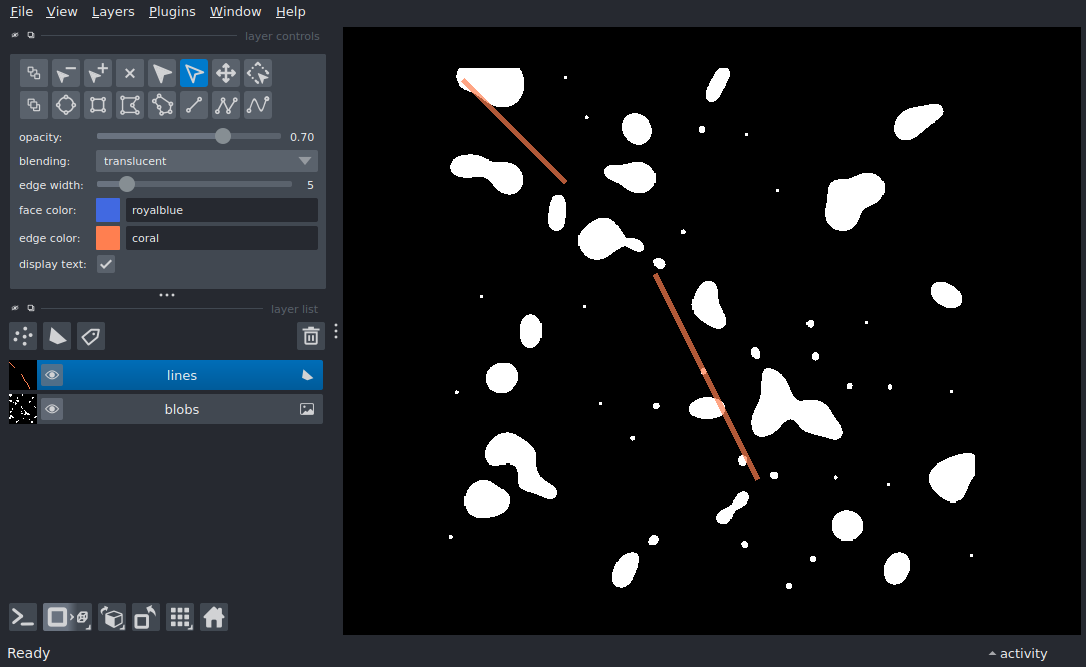 File View Layers Plugins Window Help
layer controls
opacity: 0.70
blending: translucent
edge width: 5
face color: royalblue
edge color: coral
display text:
layer list
lines
blobs
Ready
activity